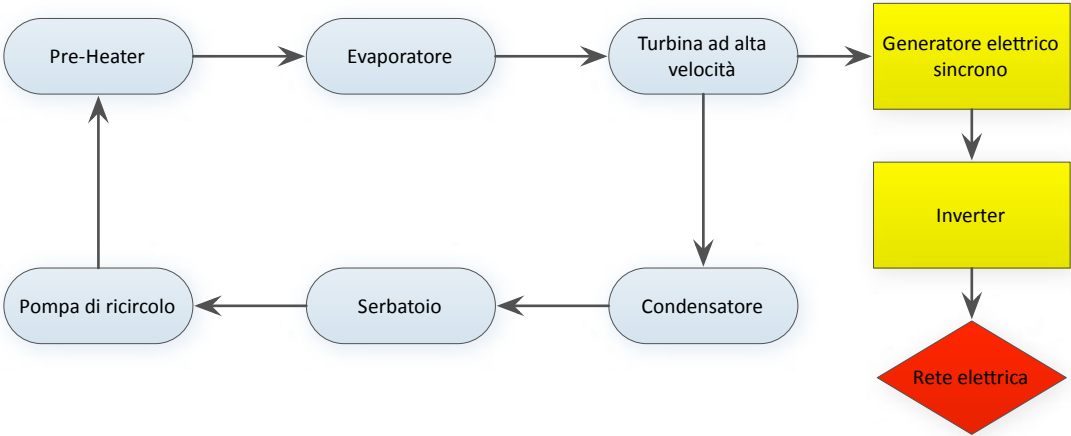 Pre-Heater
Evaporatore
Turbina ad alta
velocità
Generatore elettrico
sincrono
Inverter
Pompa di ricircolo
Serbatoio
Condensatore
Rete elettrica